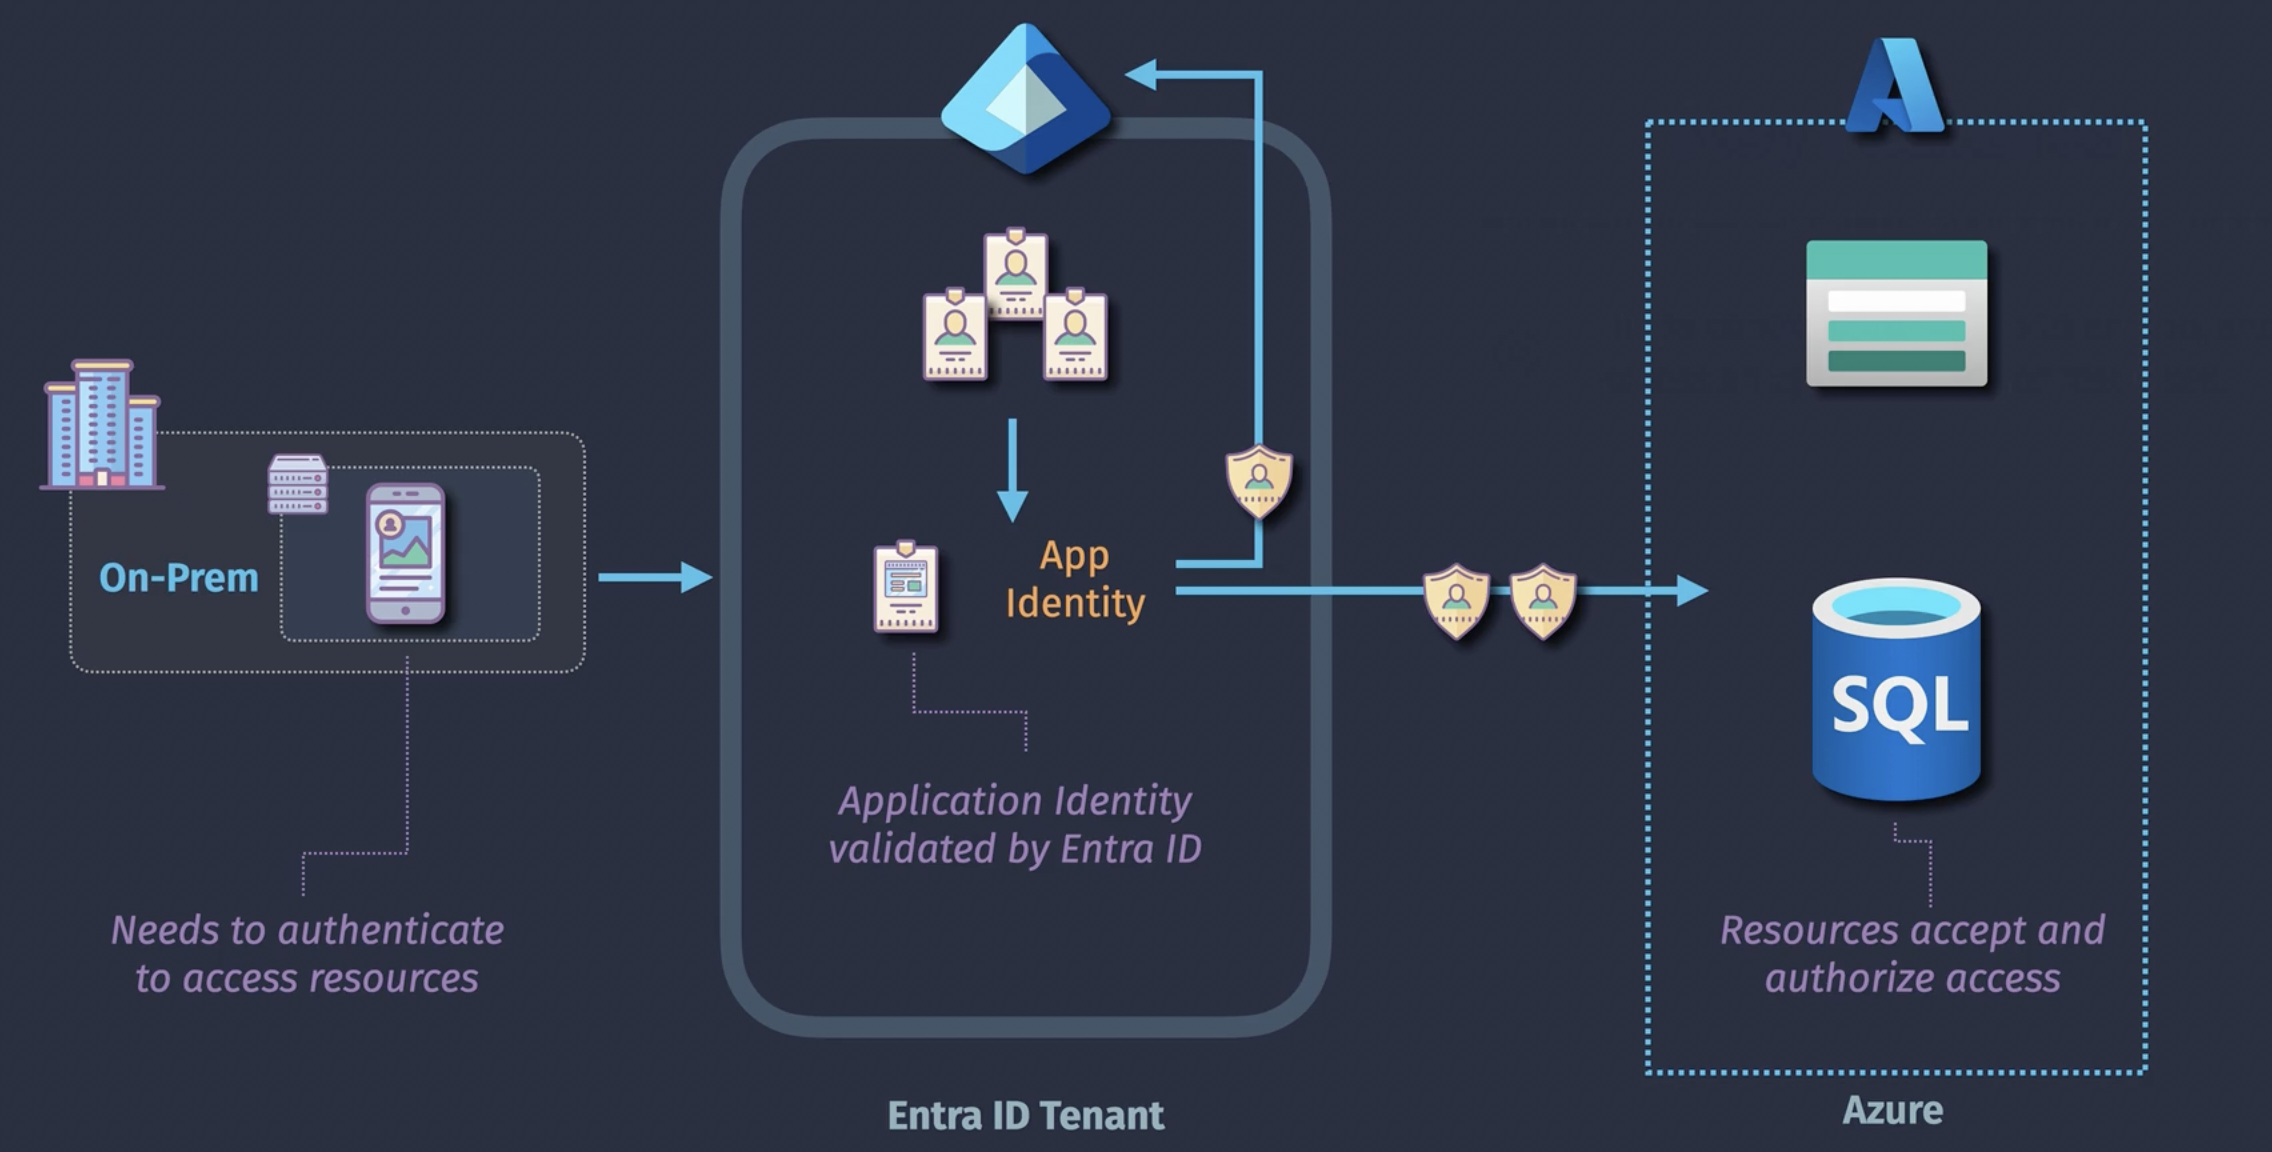 On-Prem
Needs to authenticate
to access resources
App
Identity
Application Identity
validated by Entra ID
Entra ID Tenant
SQL
Resources accept and
authorize access
Azure